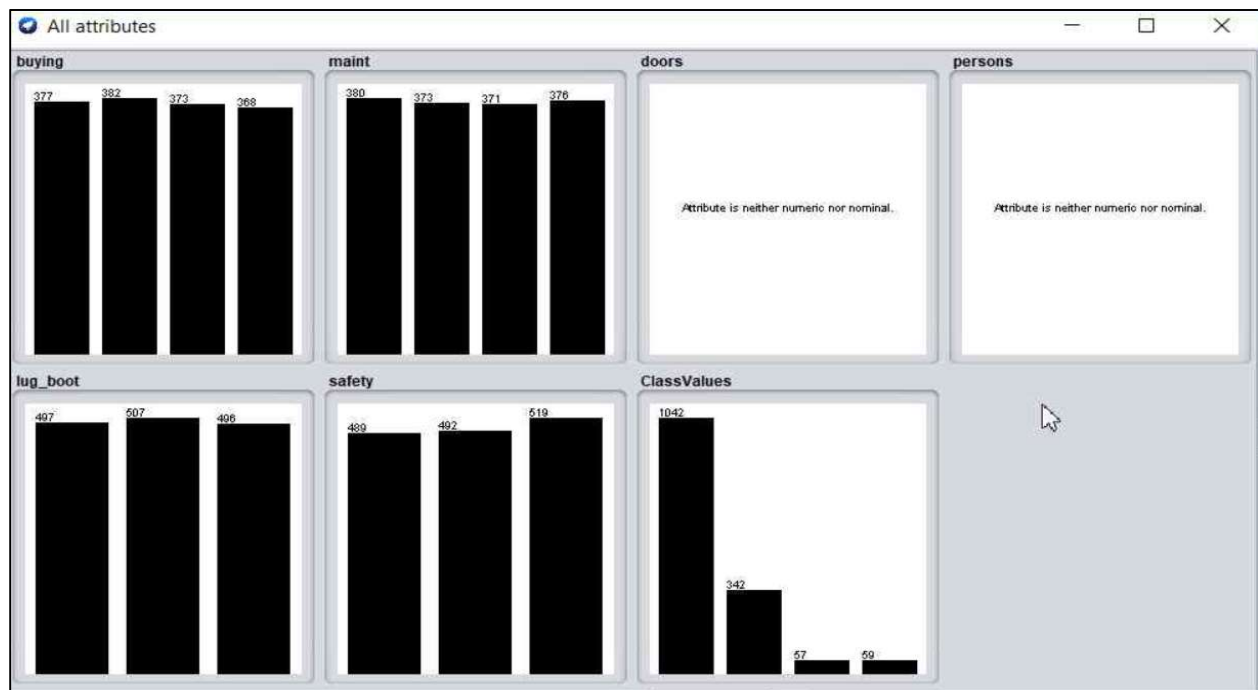 All attributes
buying maint doors persons
377 382 373 368
380 373 371 376
Attribute is neither numeric nor nominal.
Attribute is neither numeric nor nominal.
lug_boot safety ClassValues
497 507 496
489 492 519
1042 342 57 59